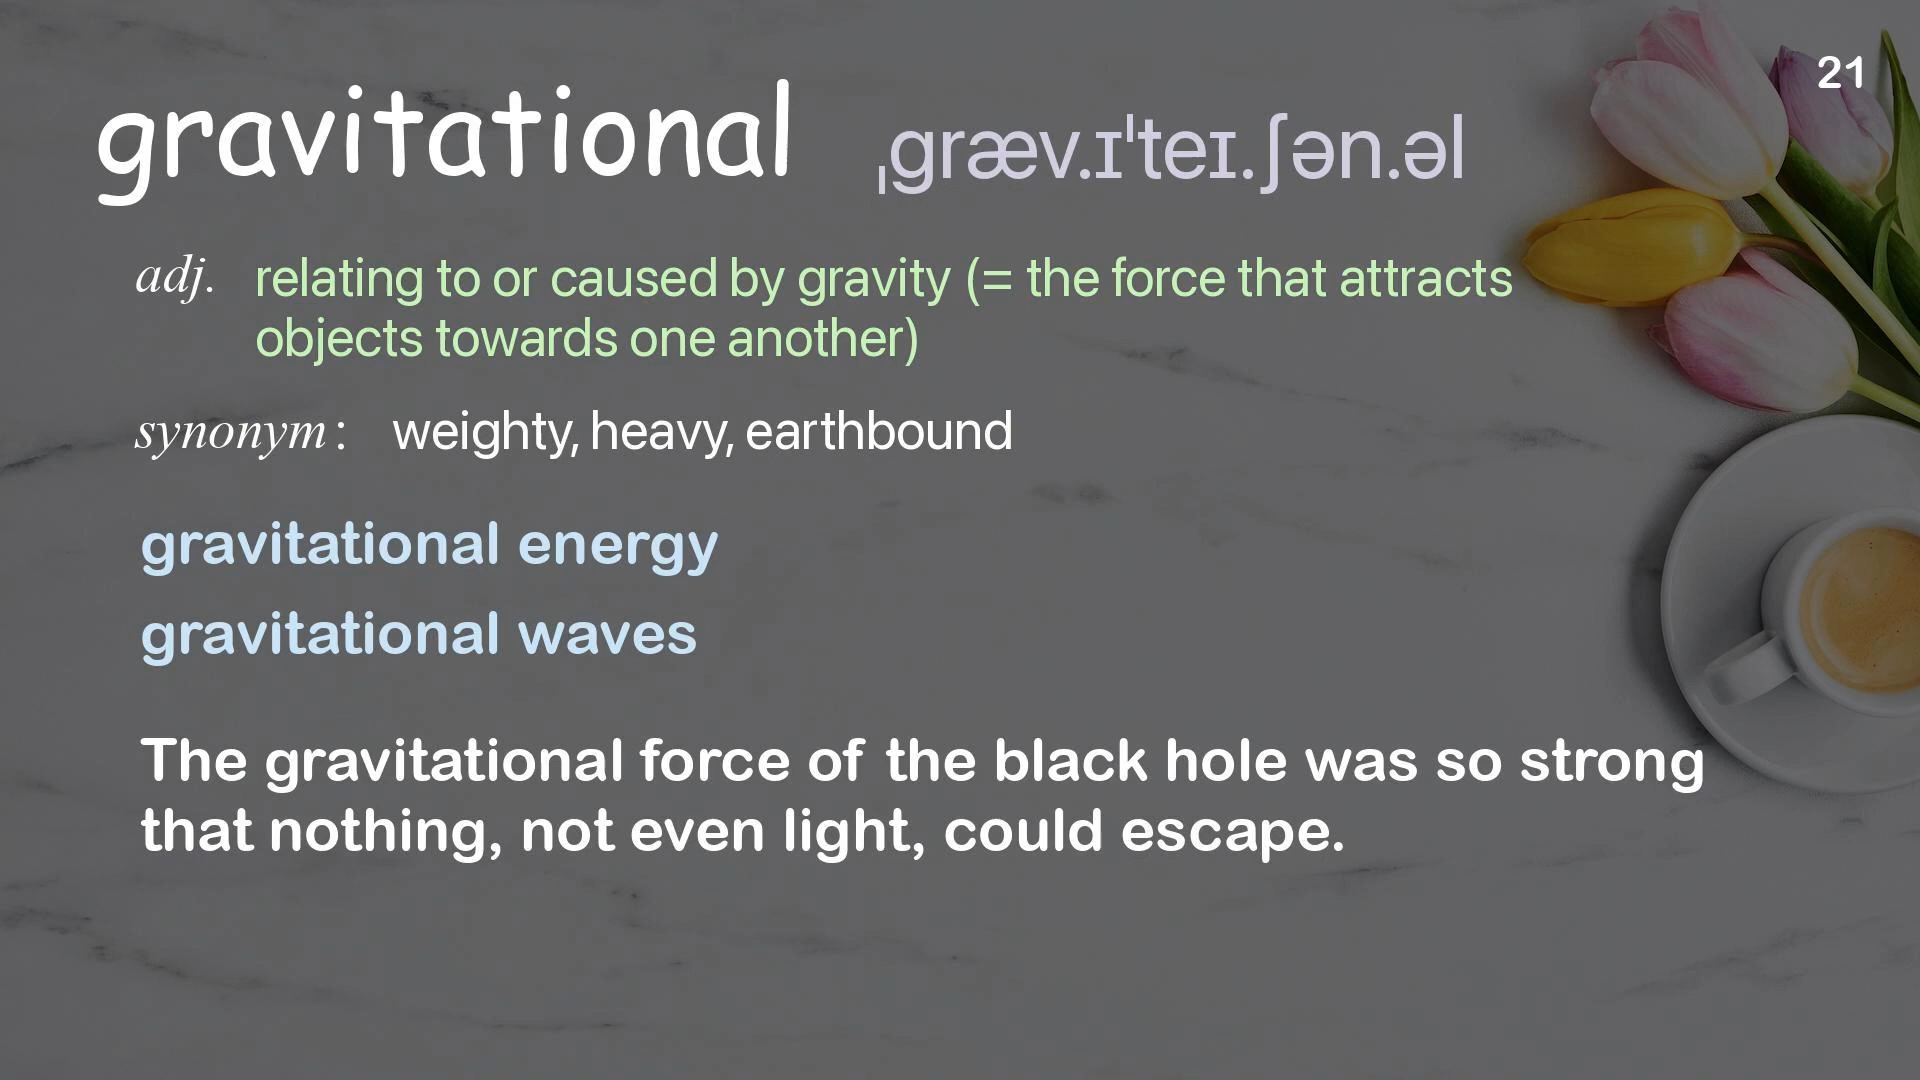 21
gravitational ˌɡræv.ɪˈteɪ.ʃən.əl
adj. relating to or caused by gravity (= the force that attracts
objects towards one another)
synonym: weighty, heavy, earthbound
gravitational energy
gravitational waves
The gravitational force of the black hole was so strong
that nothing, not even light, could escape.